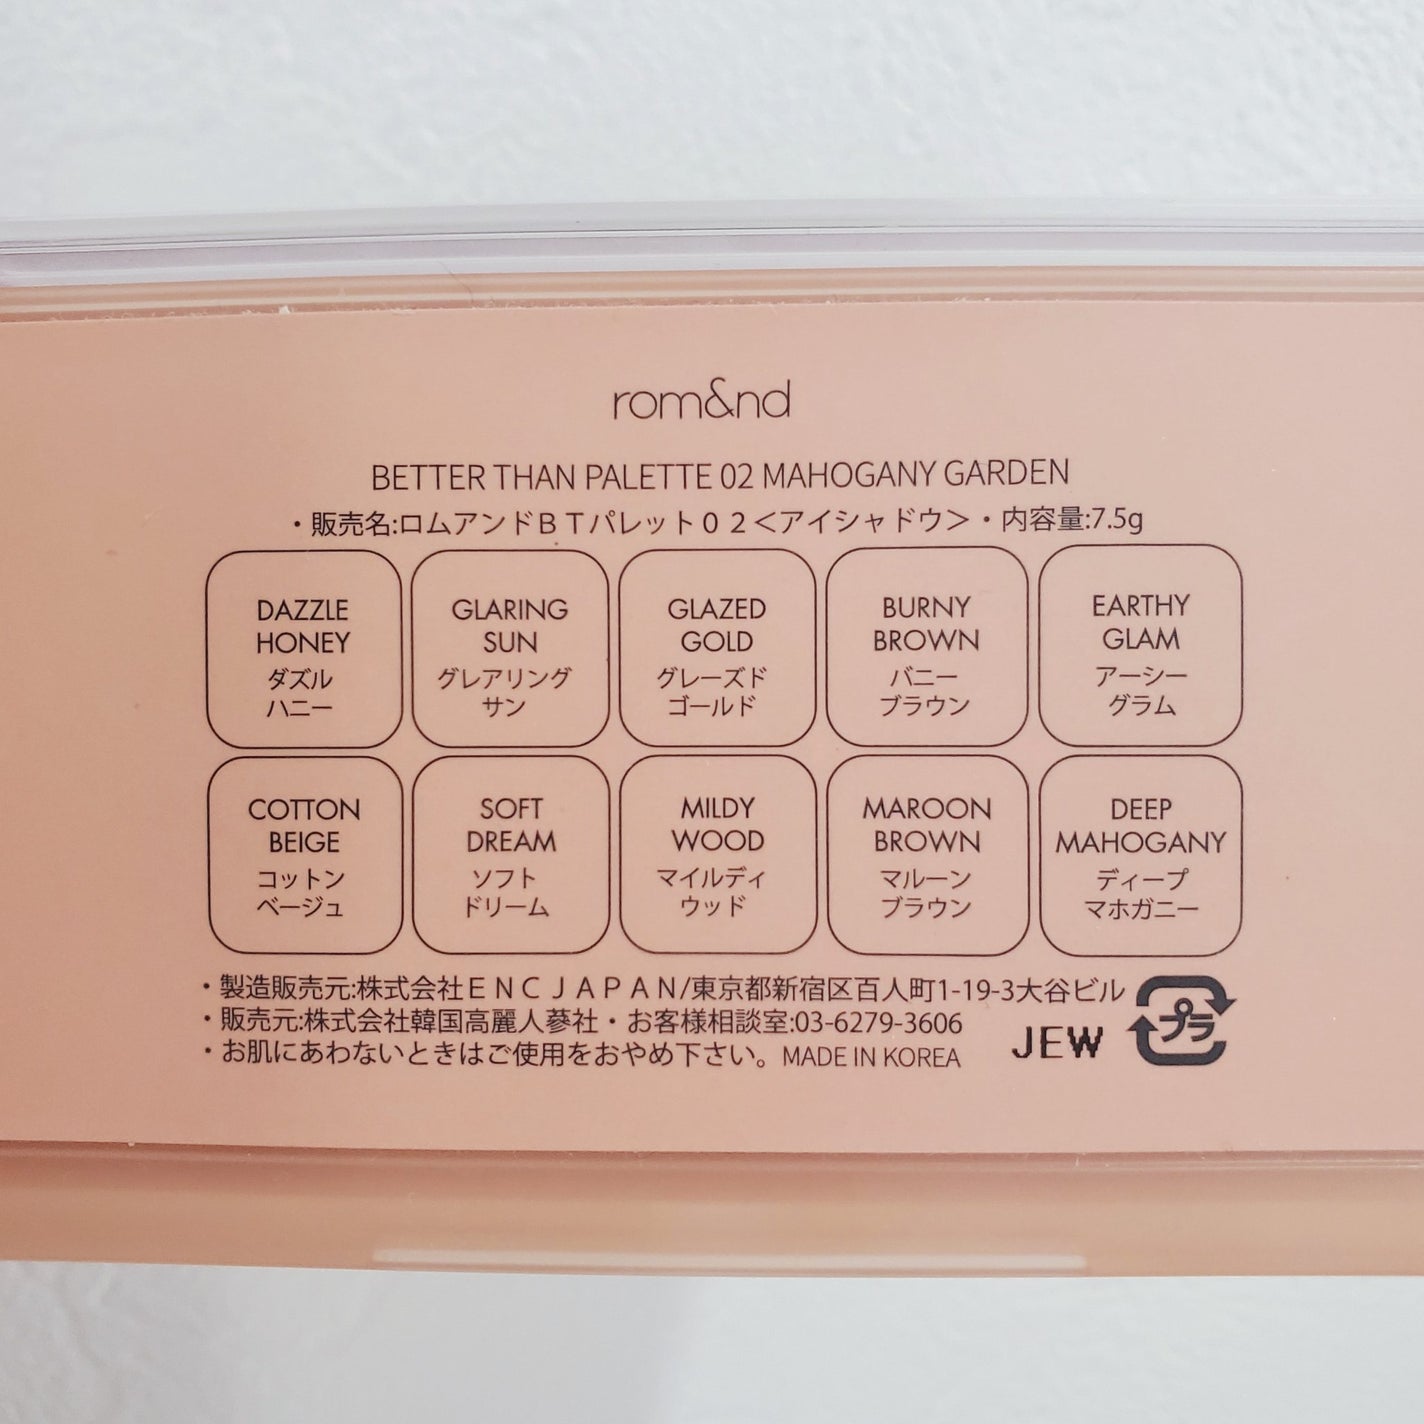 rom&nd
BETTER THAN PALETTE 02 MAHOGANY GARDEN
・販売名:ロムアンドＢＴパレット０２＜アイシャドウ＞・内容量:7.5g
DAZZLE
HONEY
ダズル
ハニー
GLARING
SUN
グレアリング
サン
GLAZED
GOLD
グレーズド
ゴールド
BURNY
BROWN
バニー
ブラウン
EARTHY
GLAM
アーシー
グラム
COTTON
BEIGE
コットン
ベージュ
SOFT
DREAM
ソフト
ドリーム
MILDY
WOOD
マイルディ
ウッド
MAROON
BROWN
マルーン
ブラウン
DEEP
MAHOGANY
ディープ
マホガニー
・製造販売元:株式会社ＥＮＣＪＡＰＡＮ/東京都新宿区百人町1-19-3大谷ビル
・販売元:株式会社韓国高麗人蔘社・お客様相談室:03-6279-3606
・お肌にあわないときはご使用をおやめ下さい。MADE IN KOREA
JEW
プラ